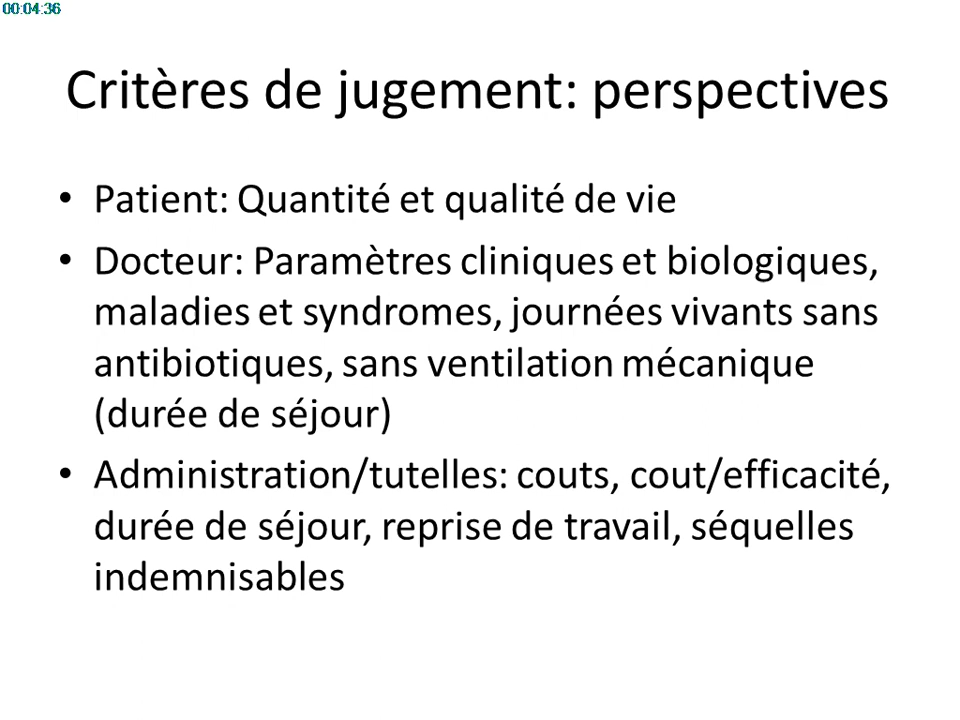 00:04:36
Critères de jugement: perspectives
• Patient: Quantité et qualité de vie
• Docteur: Paramètres cliniques et biologiques,
maladies et syndromes, journées vivants sans
antibiotiques, sans ventilation mécanique
(durée de séjour)
• Administration/tutelles: couts, cout/efficacité,
durée de séjour, reprise de travail, séquelles
indemnisables